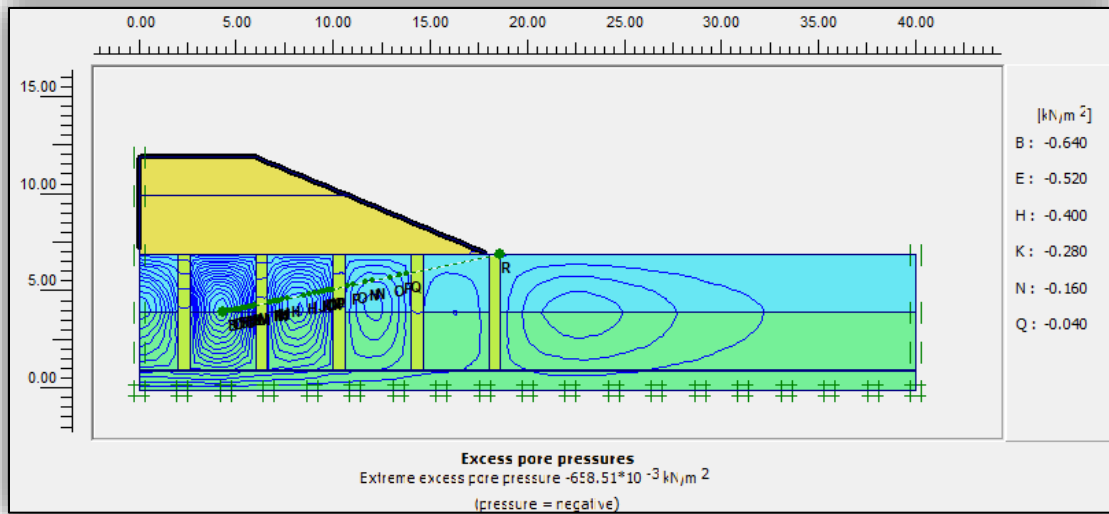 0.00 5.00 10.00 15.00 20.00 25.00 30.00 35.00 40.00
15.00
10.00
5.00
0.00
R
H H
N
Q
[kN/m 2]
B : -0.640
E : -0.520
H : -0.400
K : -0.280
N : -0.160
Q : -0.040
Excess pore pressures
Extreme excess pore pressure -658.51*10 -3 kN/m 2
(pressure = negative)